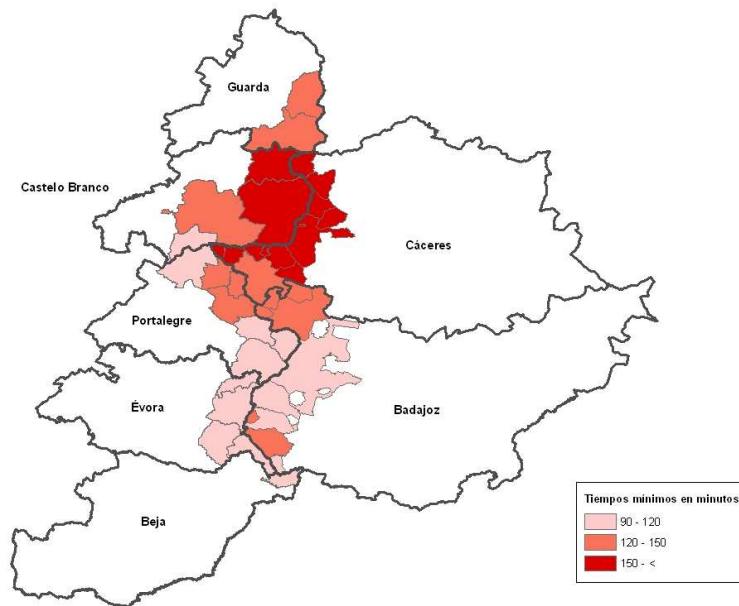 Guarda
Castelo Branco
Cáceres
Portalegre
Évora
Badajoz
Beja
Tiempos mínimos en minutos
90 - 120
120 - 150
150 - <